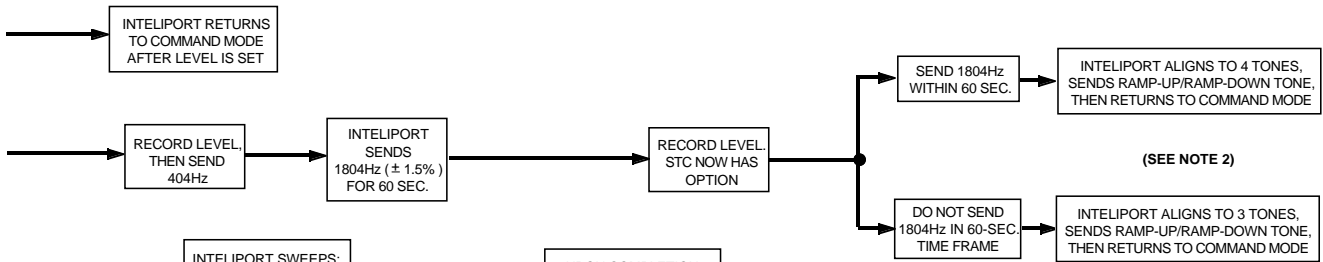 INTELIPORT RETURNS
TO COMMAND MODE
AFTER LEVEL IS SET
RECORD LEVEL,
THEN SEND
404Hz
INTELIPORT
SENDS
1804Hz (± 1.5%)
FOR 60 SEC.
RECORD LEVEL.
STC NOW HAS
OPTION
SEND 1804Hz
WITHIN 60 SEC.
INTELIPORT ALIGNS TO 4 TONES,
SENDS RAMP-UP/RAMP-DOWN TONE,
THEN RETURNS TO COMMAND MODE
(SEE NOTE 2)
DO NOT SEND
1804Hz IN 60-SEC.
TIME FRAME
INTELIPORT ALIGNS TO 3 TONES,
SENDS RAMP-UP/RAMP-DOWN TONE,
THEN RETURNS TO COMMAND MODE
INTELIPORT SWEEPS: